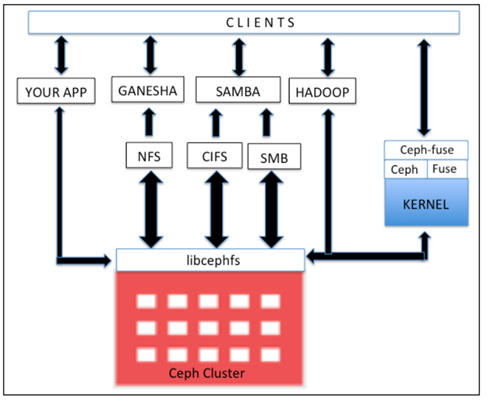 CLIENTS
YOUR APP
GANESHA
SAMBA
HADOOP
NFS
CIFS
SMB
Ceph-fuse
Ceph
Fuse
KERNEL
libcephfs
Ceph Cluster